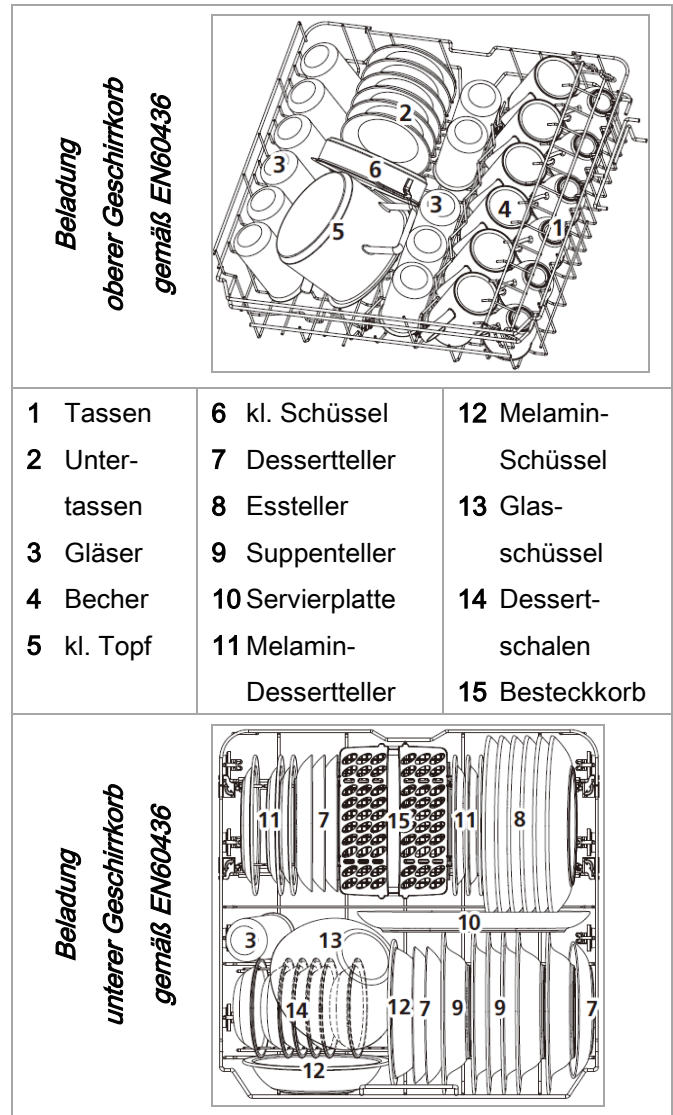 Beladung
oberer Geschirrkorb
gemäß EN60436
2
3
6
3
4
5
1
1 Tassen
2 Unter-
tassen
3 Gläser
4 Becher
5 kl. Topf
6 kl. Schüssel
7 Dessertteller
8 Essteller
9 Suppenteller
10 Servierplatte
11 Melamin-
Dessertteller
12 Melamin-
Schüssel
13 Glas-
schüssel
14 Dessert-
schalen
15 Besteckkorb
Beladung
unterer Geschirrkorb
gemäß EN60436
11 7 15 11 8
10
3 13
14 12 7 9 9 7
12